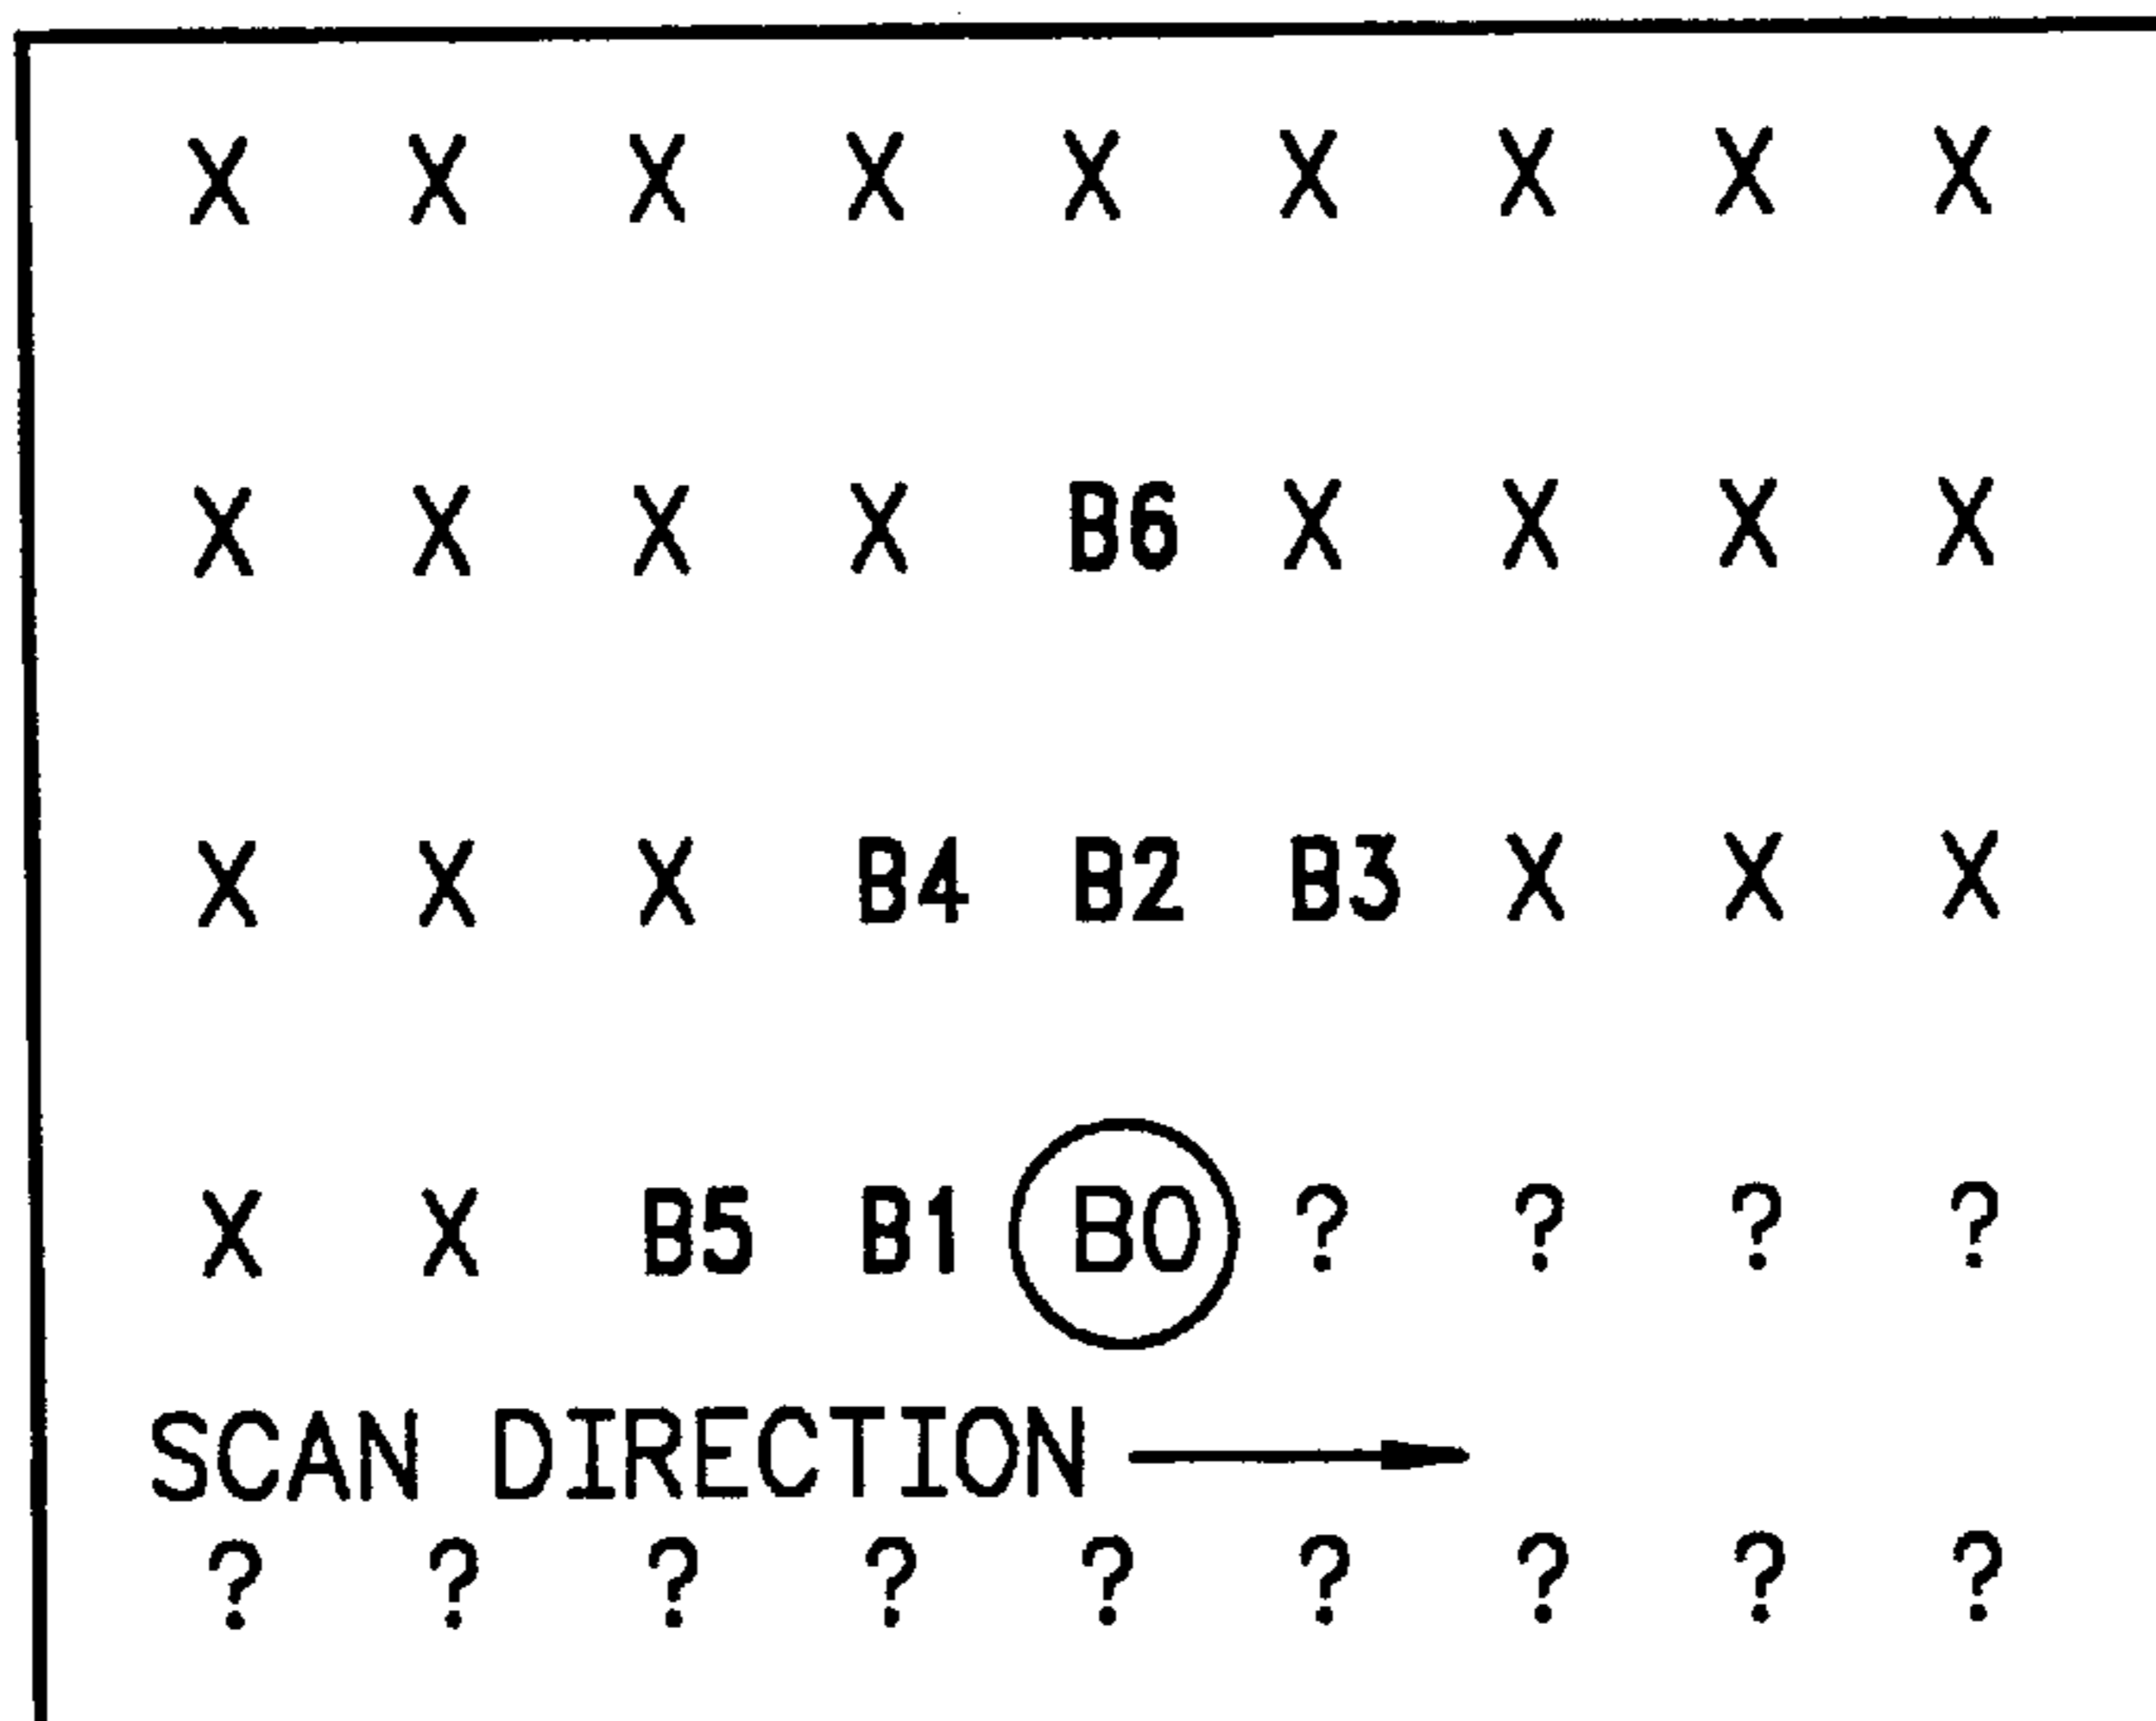 X X X X X X X X X
X X X X B6 X X X X
X X X B4 B2 B3 X X X
X X B5 B1 B0 ? ? ? ?
SCAN DIRECTION
? ? ? ? ? ? ? ? ?